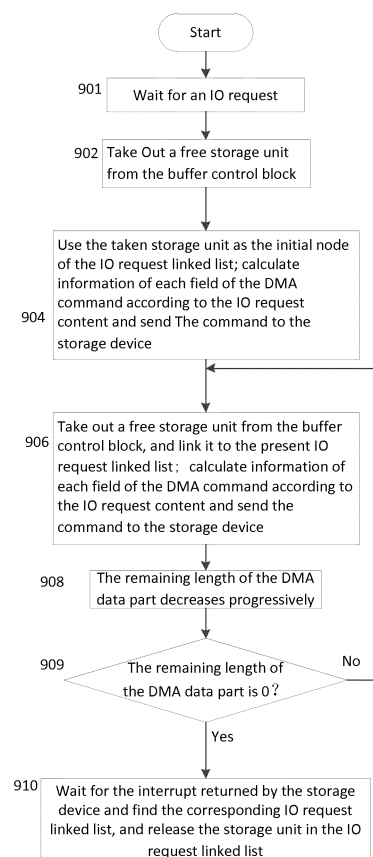 Start
901
Wait for an IO request
902
Take Out a free storage unit
from the buffer control block
Use the taken storage unit as the initial node
of the IO request linked list; calculate
information of each field of the DMA
command according to the IO request
content and send The command to the
storage device
904
Take out a free storage unit from the buffer
control block, and link it to the present IO
request linked list； calculate information of
each field of the DMA command according to
the IO request content and send the
command to the storage device
906
908
The remaining length of the DMA
data part decreases progressively
909
The remaining length of
the DMA data part is 0？
No
Yes
910
Wait for the interrupt returned by the storage
device and find the corresponding IO request
linked list, and release the storage unit in the IO
request linked list